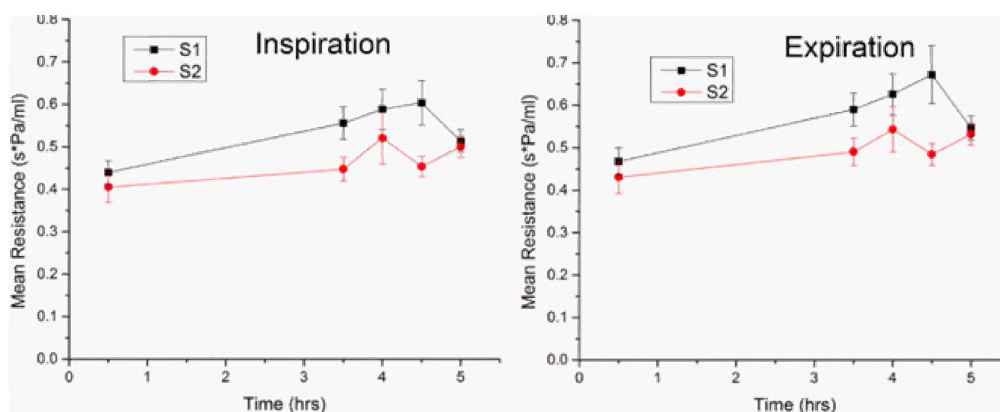 Inspiration
S1
S2
Mean Resistance (s*Pa/ml)
0.8
0.7
0.6
0.5
0.4
0.3
0.2
0.1
0.0
0 1 2 3 4 5
Time (hrs)
Expiration
S1
S2
Mean Resistance (s*Pa/ml)
0.8
0.7
0.6
0.5
0.4
0.3
0.2
0.1
0.0
0 1 2 3 4 5
Time (hrs)